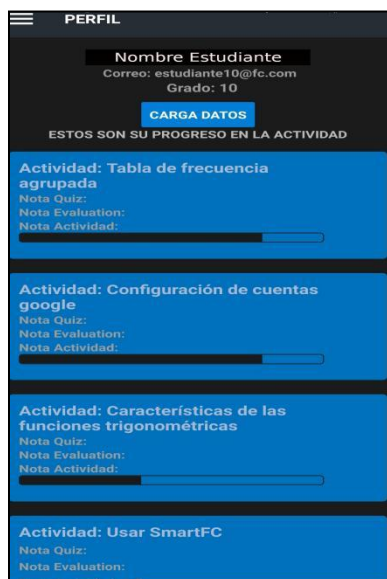 PERFIL
Nombre Estudiante
Correo: estudiante10@fc.com
Grado: 10
CARGA DATOS
ESTOS SON SU PROGRESO EN LA ACTIVIDAD
Actividad: Tabla de frecuencia
agrupada
Nota Quiz:
Nota Evaluation:
Nota Actividad:
Actividad: Configuración de cuentas
google
Nota Quiz:
Nota Evaluation:
Nota Actividad:
Actividad: Características de las
funciones trigonométricas
Nota Quiz:
Nota Evaluation:
Nota Actividad:
Actividad: Usar SmartFC
Nota Quiz:
Nota Evaluation: